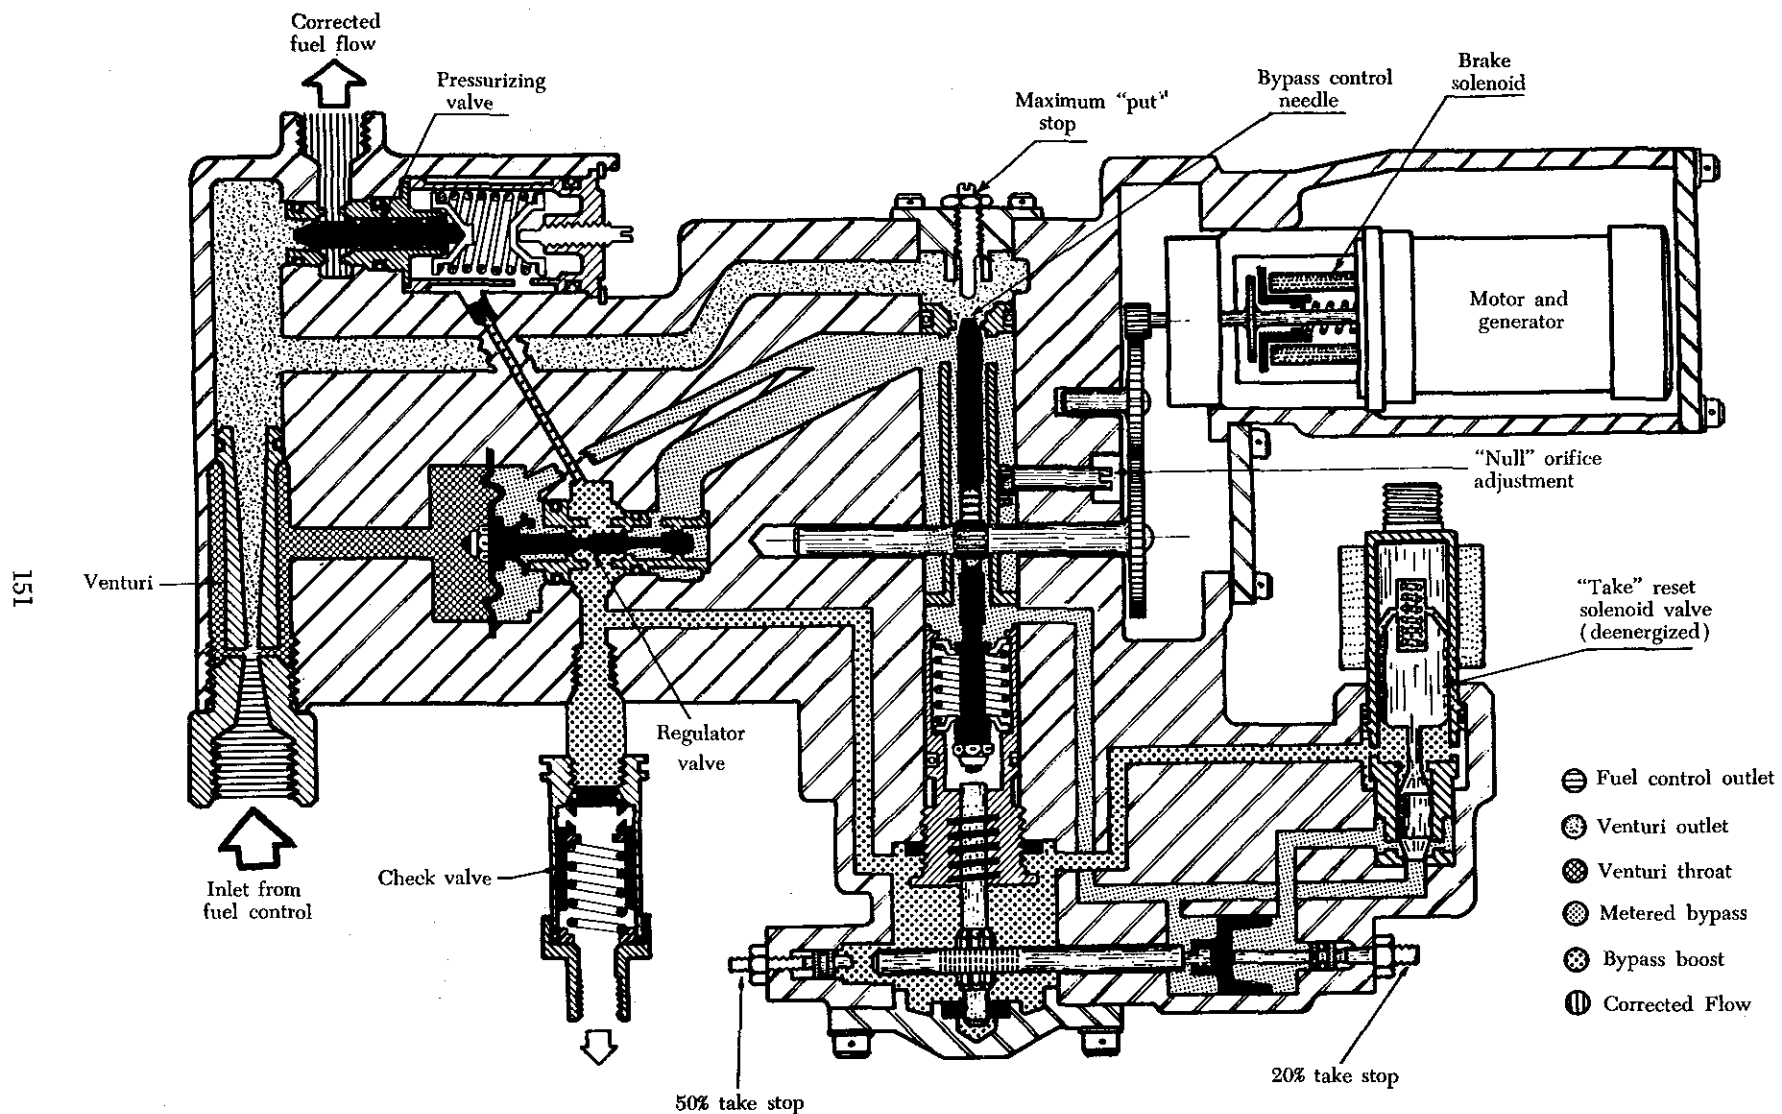 Corrected
fuel flow
Pressurizing
valve
Maximum "put"
stop
Bypass control
needle
Brake
solenoid
Motor and
generator
"Null" orifice
adjustment
"Take" reset
solenoid valve
(deenergized)
Venturi
151
Regulator
valve
Check valve
Inlet from
fuel control
Fuel control outlet
Venturi outlet
Venturi throat
Metered bypass
Bypass boost
Corrected Flow
20% take stop
50% take stop